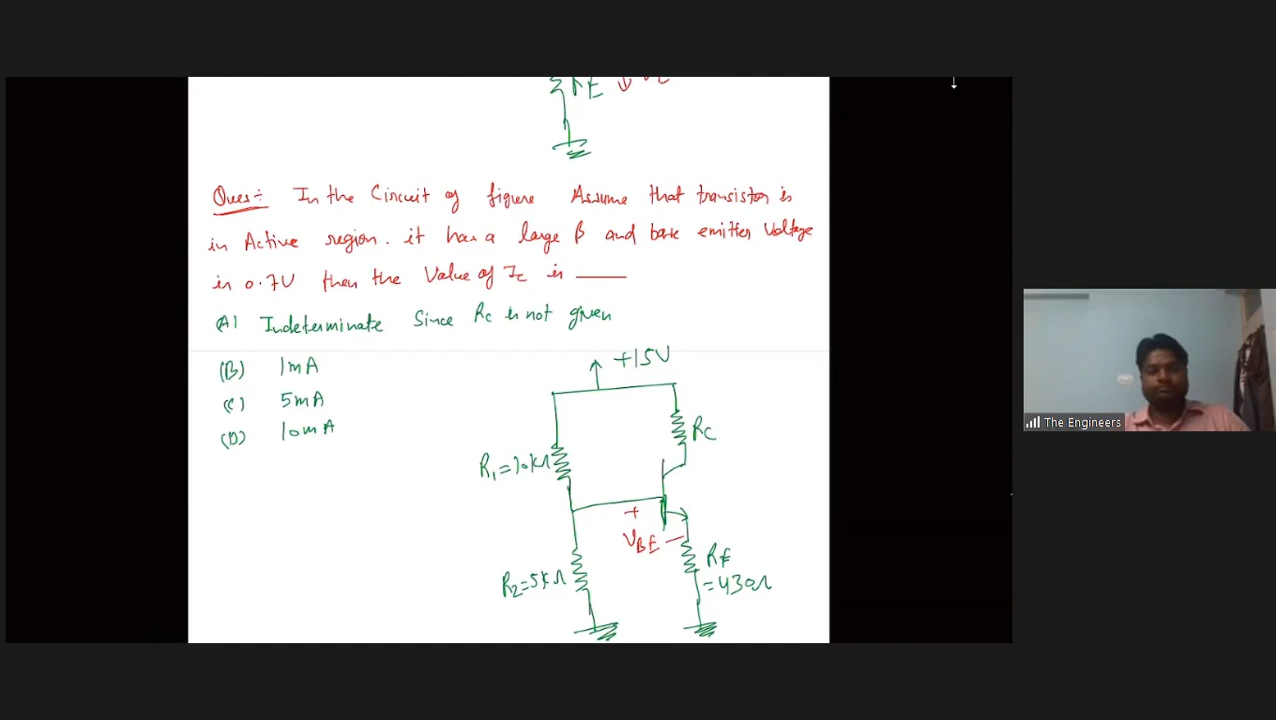 RE
Ques:- In the Circuit of figure Assume that transistor is
in Active region. it has a large β and base emitter Voltage
is 0.7V then the Value of Ic is ____
(A) Indeterminate Since Rc is not given
(B) 1mA
(C) 5mA
(D) 10mA
+15V
RC
R1=10kΩ
+
VBE -
R2=5kΩ
RE
=430Ω
The Engineers